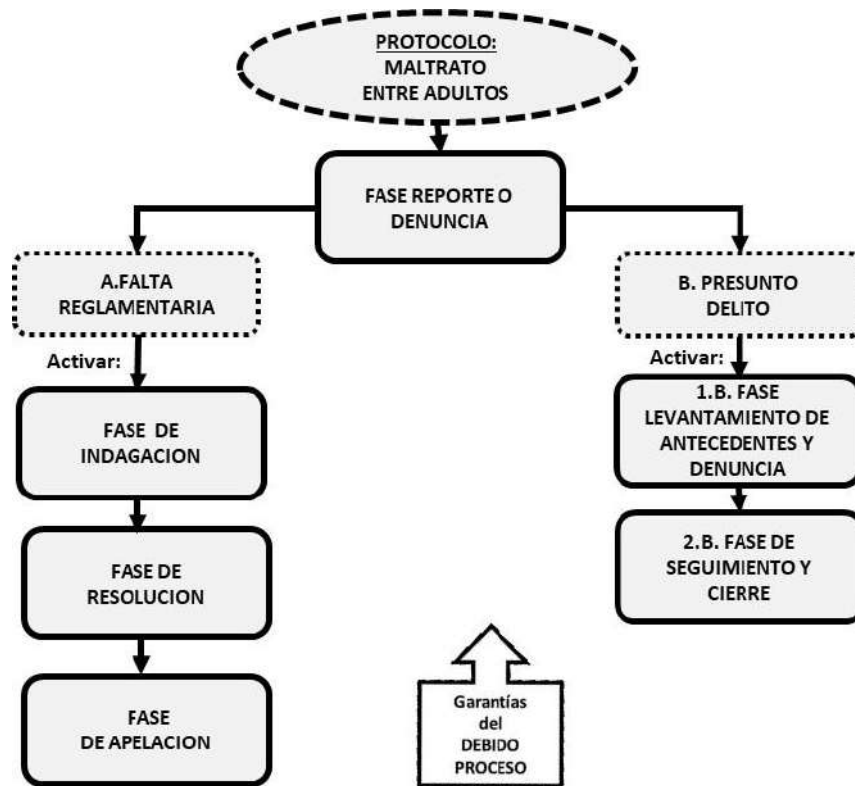 PROTOCOLO:
MALTRATO
ENTRE ADULTOS
FASE REPORTE O
DENUNCIA
A.FALTA
REGLAMENTARIA
B. PRESUNTO
DELITO
Activar:
Activar:
FASE DE
INDAGACION
1.B. FASE
LEVANTAMIENTO DE
ANTECEDENTES Y
DENUNCIA
FASE DE
RESOLUCION
2.B. FASE DE
SEGUIMIENTO Y
CIERRE
FASE
DE APELACION
Garantías
del
DEBIDO
PROCESO